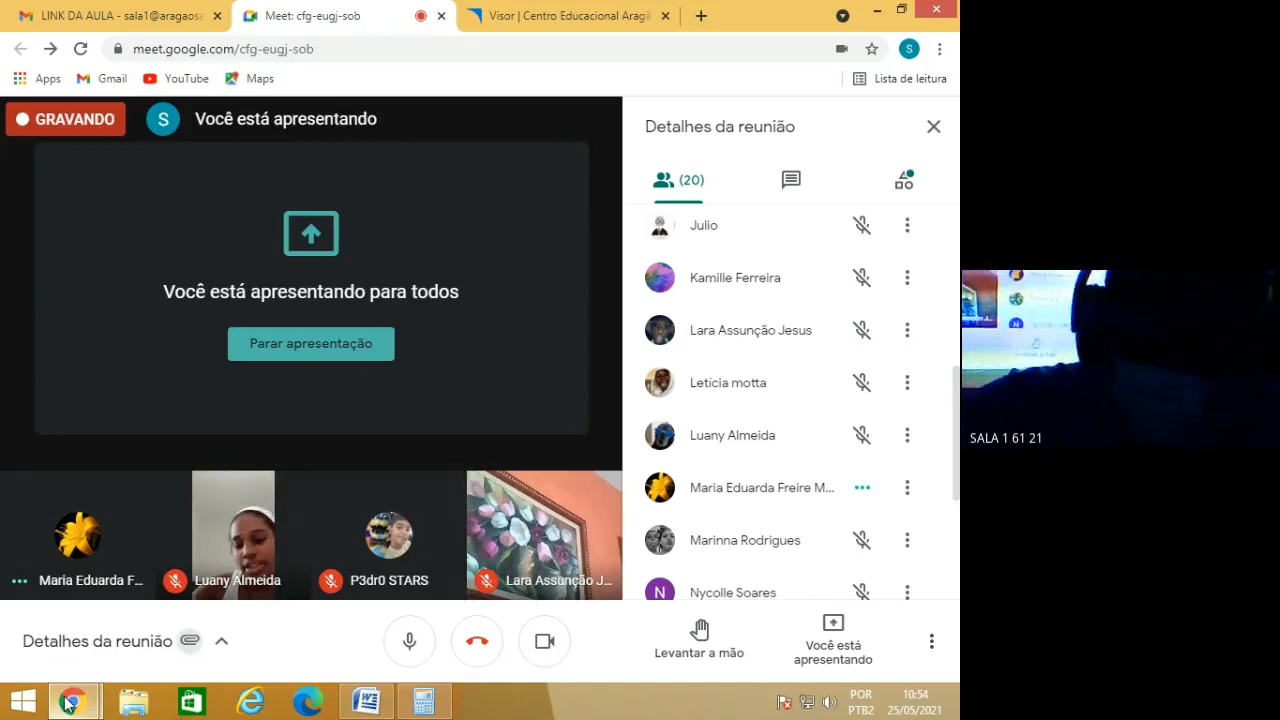 LINK DA AULA - sala1@aragaosa
Meet: cfg-eugj-sob
Visor | Centro Educacional Aragã
meet.google.com/cfg-eugj-sob
S
Apps
Gmail
YouTube
Maps
Lista de leitura
GRAVANDO
S
Você está apresentando
Você está apresentando para todos
Parar apresentação
Maria Eduarda F...
Luany Almeida
P3dr0 STARS
Lara Assunção J...
Detalhes da reunião
(20)
Julio
Kamille Ferreira
Lara Assunção Jesus
Letícia motta
Luany Almeida
Maria Eduarda Freire M...
Marinna Rodrigues
N
Nycolle Soares
Detalhes da reunião
Levantar a mão
Você está
apresentando
POR
PTB2
10:54
25/05/2021
N
SALA 1 61 21